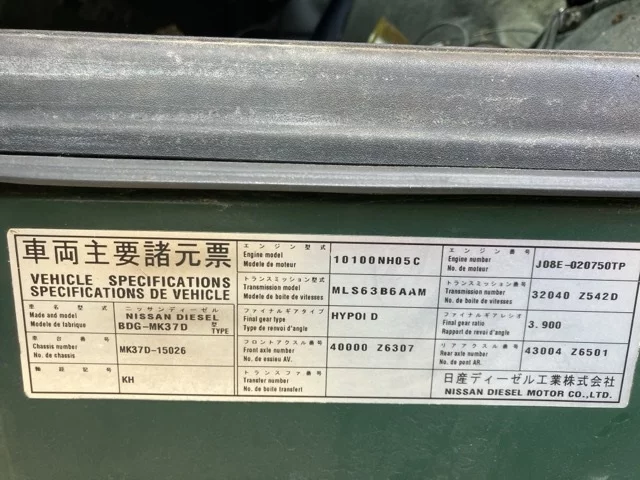 車両主要諸元票
VEHICLE SPECIFICATIONS
SPECIFICATIONS DE VEHICLE
車名型式
Made and model
Modele de fabrique
ニッサンディーゼル
NISSAN DIESEL
BDG-MK37D 型 TYPE
車台番号
Chassis number
No. de chassis
MK37D-15026
輸証記号
KH
エンジン型式
Engine model
Modele de moteur
10100NH05C
エンジン番号
Engine number
No. de moteur
J08E-020750TP
トランスミッション型式
Transmission model
Modele de boite de vitesses
MLS63B6AAM
トランスミッション番号
Transmission number
No de boite de vitesses
32040 Z542D
ファイナルギアタイプ
Final gear type
Type de renvoi d'angle
HYPOID
ファイナルギアレシオ
Final gear ratio
Rapport de renvoi d'angle
3.900
フロントアクスル番号
Front axle number
No. de essieu AV.
40000 Z6307
リアアクスル番号
Rear axle number
No. de pont AR.
43004 Z6501
トランスファ番号
Transfer number
No. de boite transfert
日産ディーゼル工業株式会社
NISSAN DIESEL MOTOR CO.,LTD.